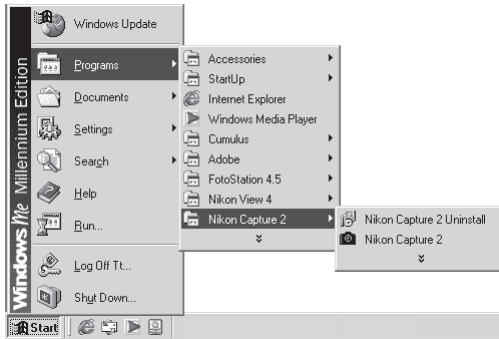 Windows Me Millennium Edition
Windows Update
Programs
Documents
Settings
Search
Help
Run...
Log Off Tt...
Shut Down...
Start
Accessories
StartUp
Internet Explorer
Windows Media Player
Cumulus
Adobe
FotoStation 4.5
Nikon View 4
Nikon Capture 2
Nikon Capture 2 Uninstall
Nikon Capture 2